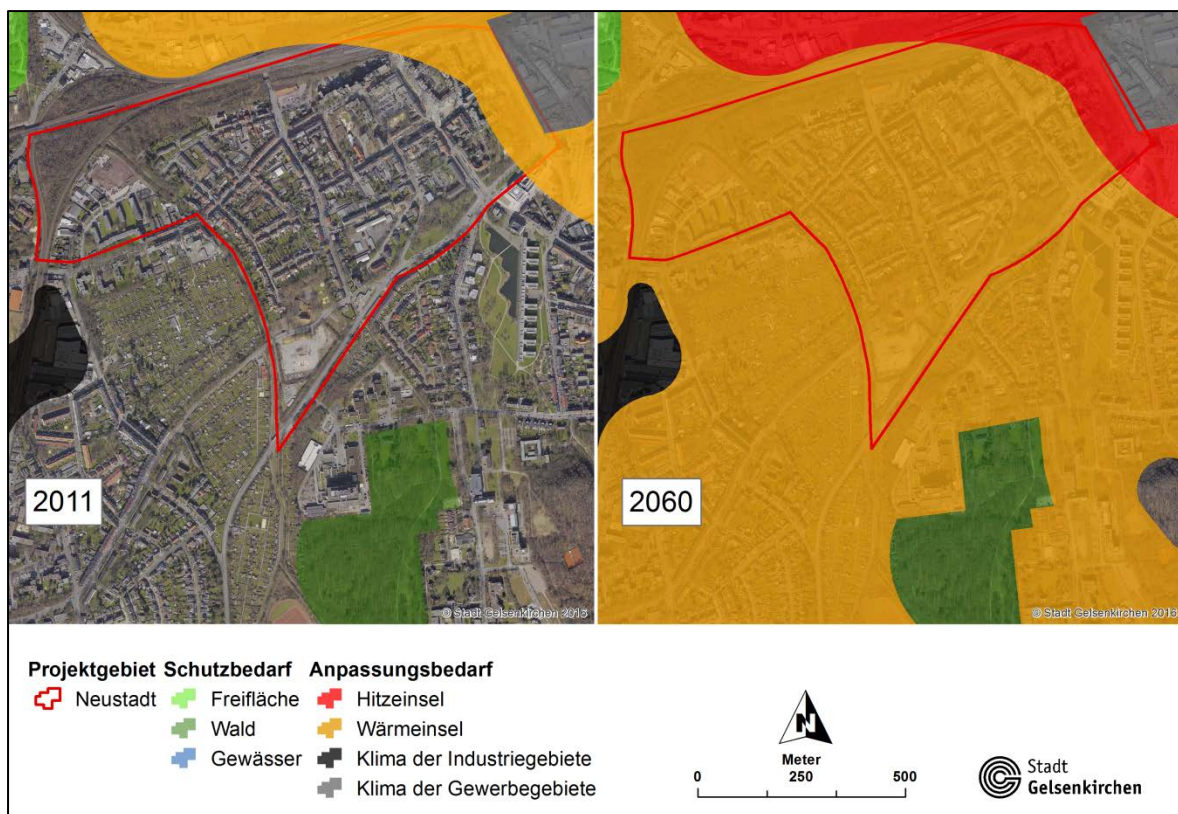 2011
© Stadt Gelsenkirchen 2016
2060
© Stadt Gelsenkirchen 2016
Projektgebiet
Neustadt
Schutzbedarf
Freifläche
Wald
Gewässer
Anpassungsbedarf
Hitzeinsel
Wärmeinsel
Klima der Industriegebiete
Klima der Gewerbegebiete
N
Meter
0 250 500
Stadt
Gelsenkirchen